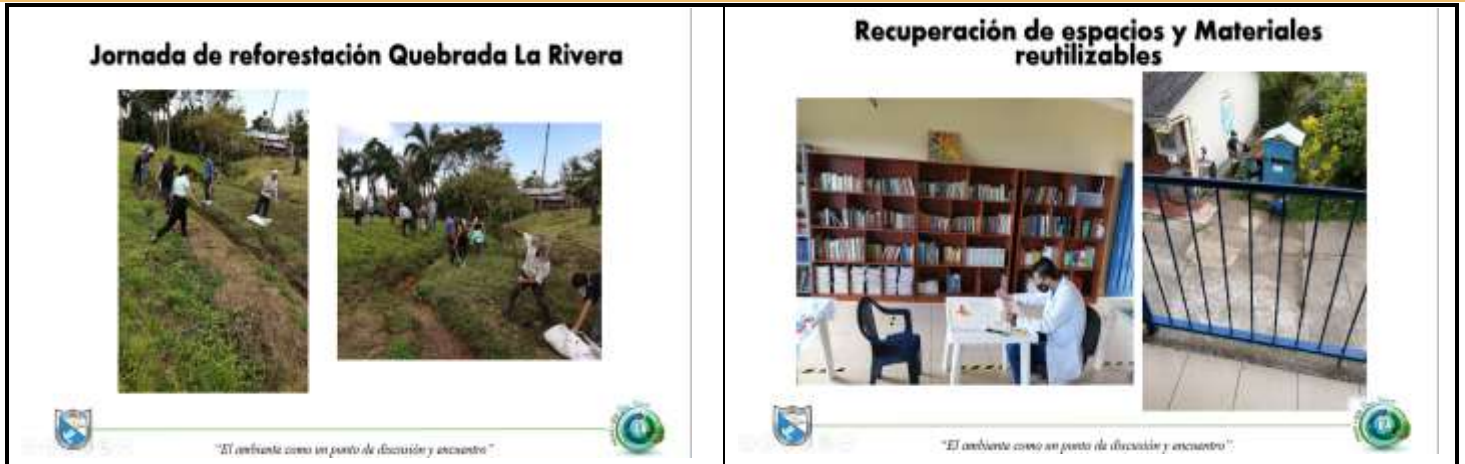 Jornada de reforestación Quebrada La Rivera
"El ambiente como un punto de discusión y encuentro"
Recuperación de espacios y Materiales
reutilizables
"El ambiente como un punto de discusión y encuentro".